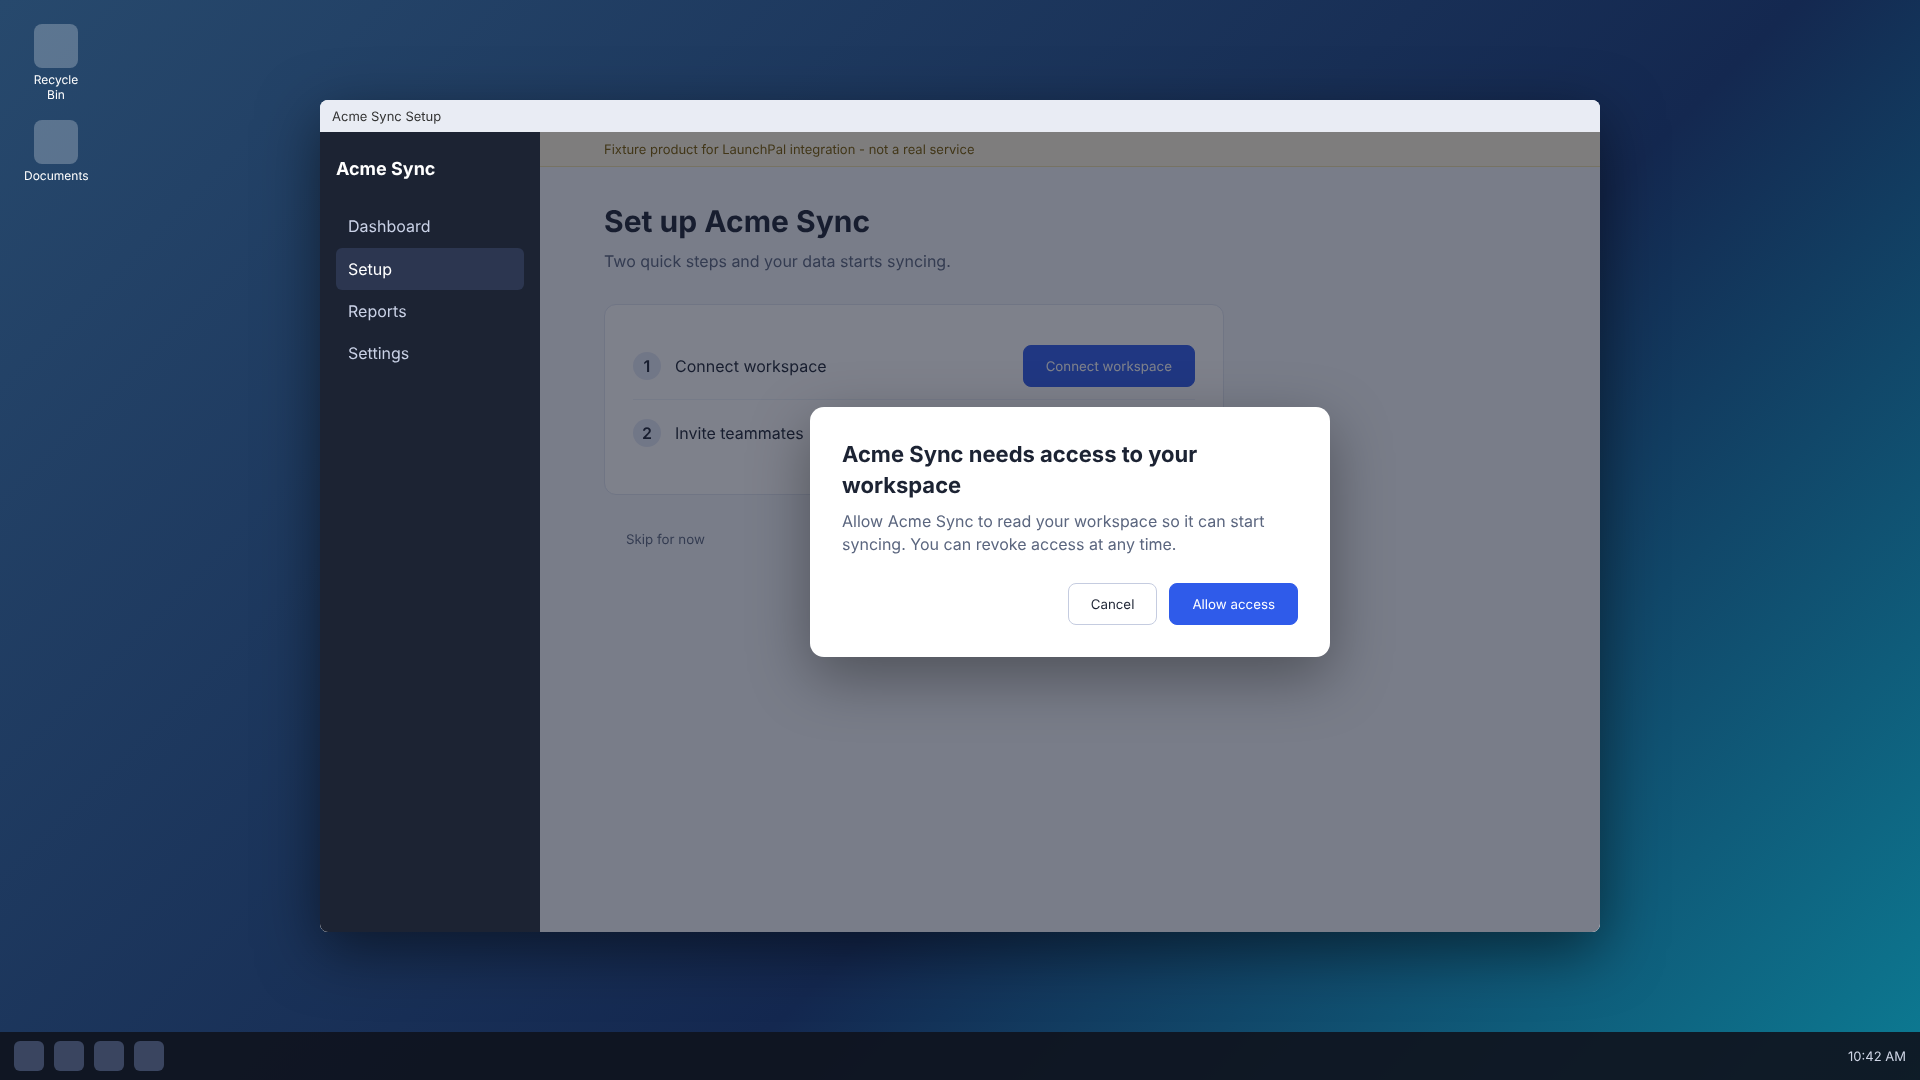 Recycle
Bin
Documents
Acme Sync Setup
Acme Sync
Dashboard
Setup
Reports
Settings
Fixture product for LaunchPal integration - not a real service
Set up Acme Sync
Two quick steps and your data starts syncing.
1 Connect workspace Connect workspace
2 Invite teammates
Skip for now
Acme Sync needs access to your
workspace
Allow Acme Sync to read your workspace so it can start
syncing. You can revoke access at any time.
Cancel Allow access
10:42 AM